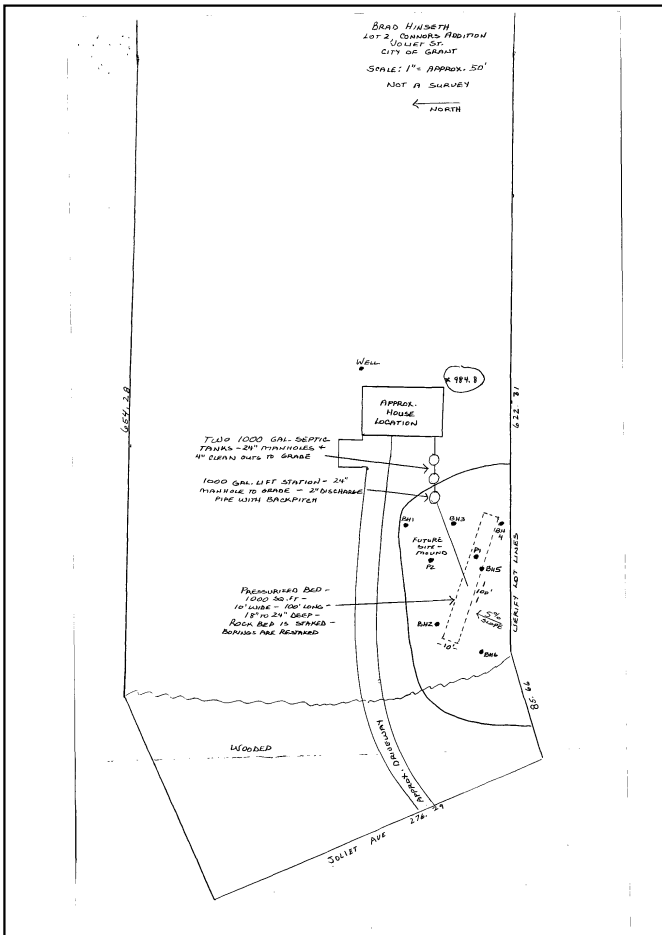 BRAD HINSETH
LOT 2, CONNORS ADDITION
JOLIET ST.
CITY OF GRANT
SCALE: 1" = APPROX. 50'
NOT A SURVEY
NORTH
WELL
984.8
APPROX.
HOUSE
LOCATION
654.28
622.81
TWO 1000 GAL. SEPTIC
TANKS - 24" MANHOLES +
4" CLEAN OUTS TO GRADE
1000 GAL. LIFT STATION - 24"
MANHOLE TO GRADE - 2" DISCHARGE
PIPE WITH BACKPITCH
BH1
BH3
BH
4
FUTURE
SITE -
MOUND
P1
P2
BH5
100'
PRESSURIZED BED -
1000 SQ. FT -
10' WIDE - 100' LONG -
18" TO 24" DEEP -
ROCK BED IS STAKED -
BORINGS ARE RESTAKED
5%
SLOPE
VERIFY LOT LINES
BH2
10'
BH6
WOODED
APPROX. DRIVEWAY
276.29
JOLIET AVE